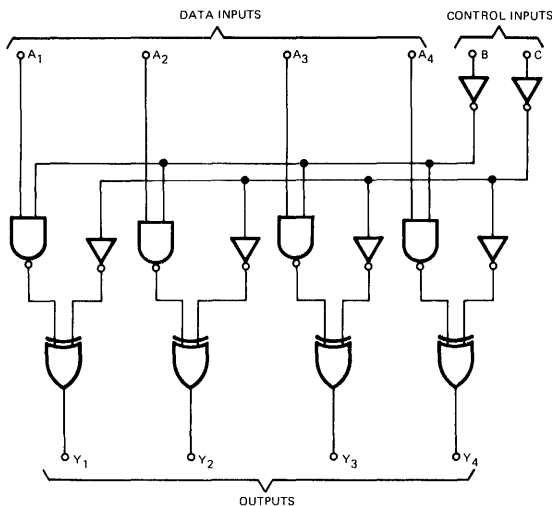 DATA INPUTS CONTROL INPUTS
A1 A2 A3 A4 B C
Y1 Y2 Y3 Y4
OUTPUTS